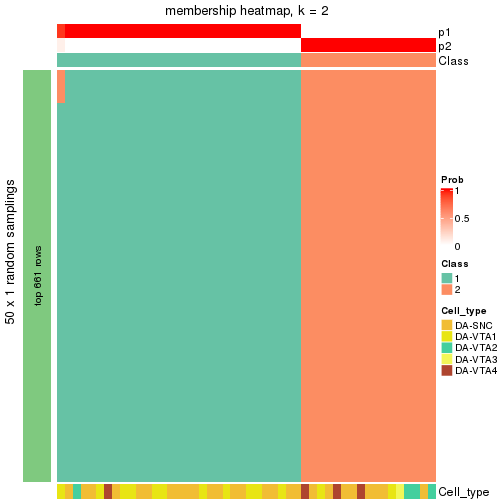 membership heatmap, k = 2
p1
p2
Class
50 x 1 random samplings
top 661 rows
Prob
1
0.5
0
Class
1
2
Cell_type
DA-SNC
DA-VTA1
DA-VTA2
DA-VTA3
DA-VTA4
Cell_type